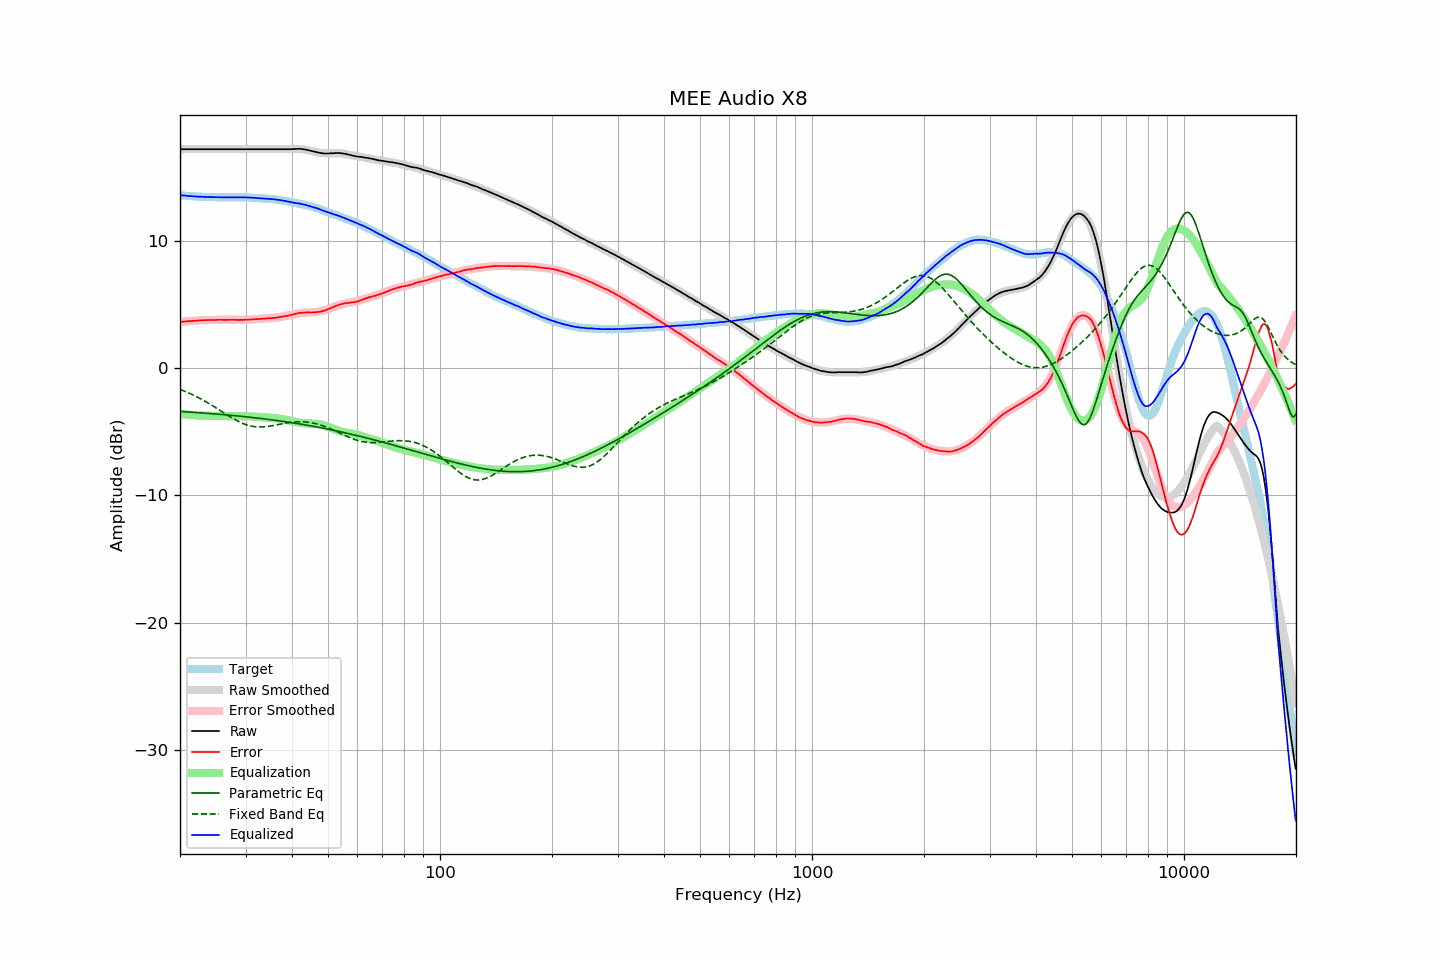 MEE Audio X8
10
0
−10
−20
−30
Amplitude (dBr)
Target
Raw Smoothed
Error Smoothed
Raw
Error
Equalization
Parametric Eq
Fixed Band Eq
Equalized
100
1000
10000
Frequency (Hz)